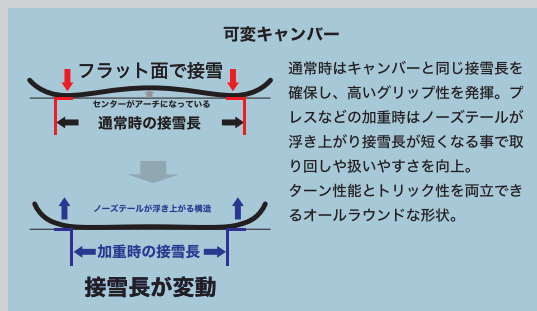 可変キャンバー
フラット面で接雪
センターがアーチになっている
通常時の接雪長
ノーズテールが浮き上がる構造
加重時の接雪長
接雪長が変動
通常時はキャンバーと同じ接雪長を
確保し、高いグリップ性を発揮。プ
レスなどの加重時はノーズテールが
浮き上がり接雪長が短くなる事で取
り回しや扱いやすさを向上。
ターン性能とトリック性を両立でき
るオールラウンドな形状。